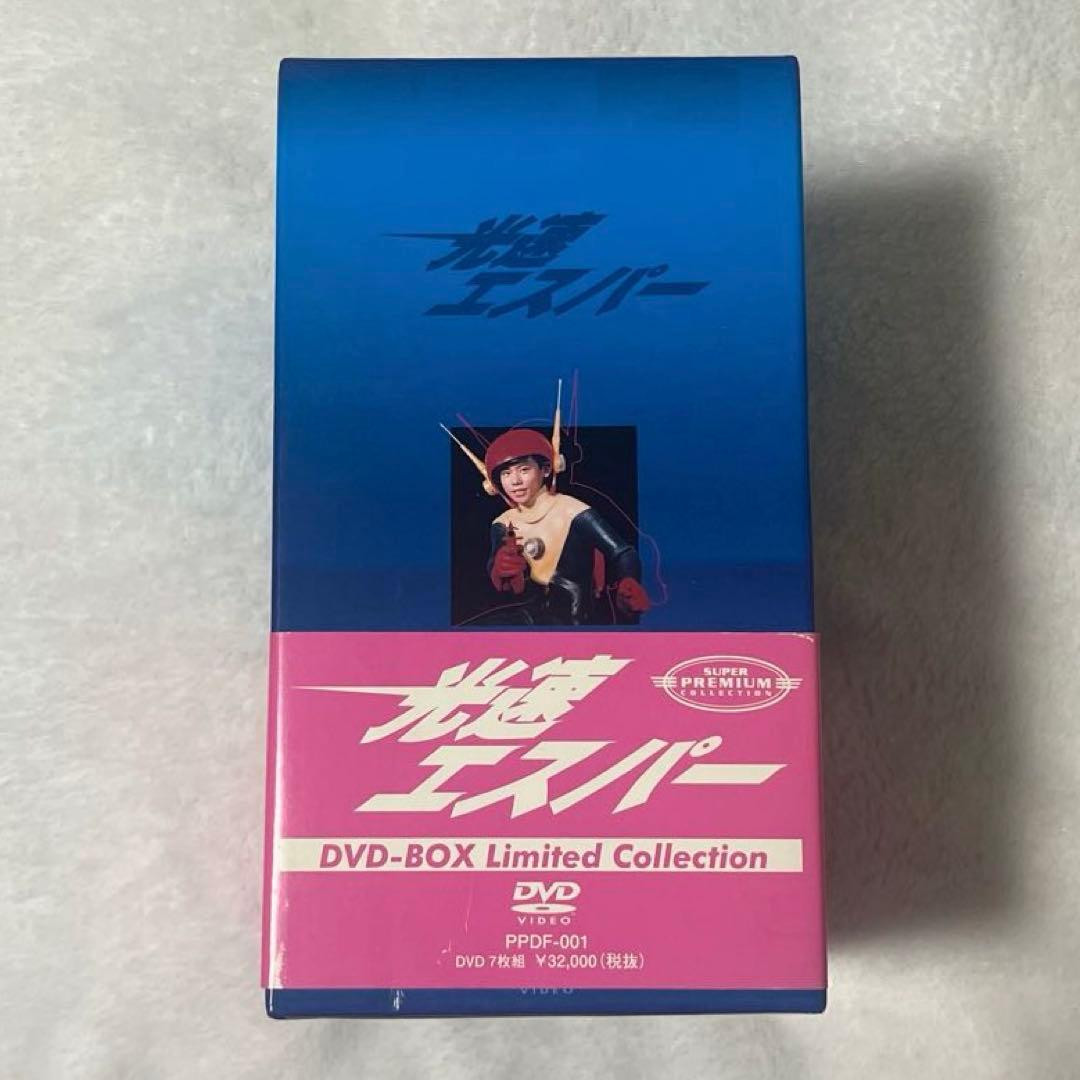 光速
エスパー
光速
エスパー
SUPER
PREMIUM
COLLECTION
DVD-BOX Limited Collection
DVD
VIDEO
PPDF-001
DVD 7枚組 ¥32,000(税抜)
VIDEO